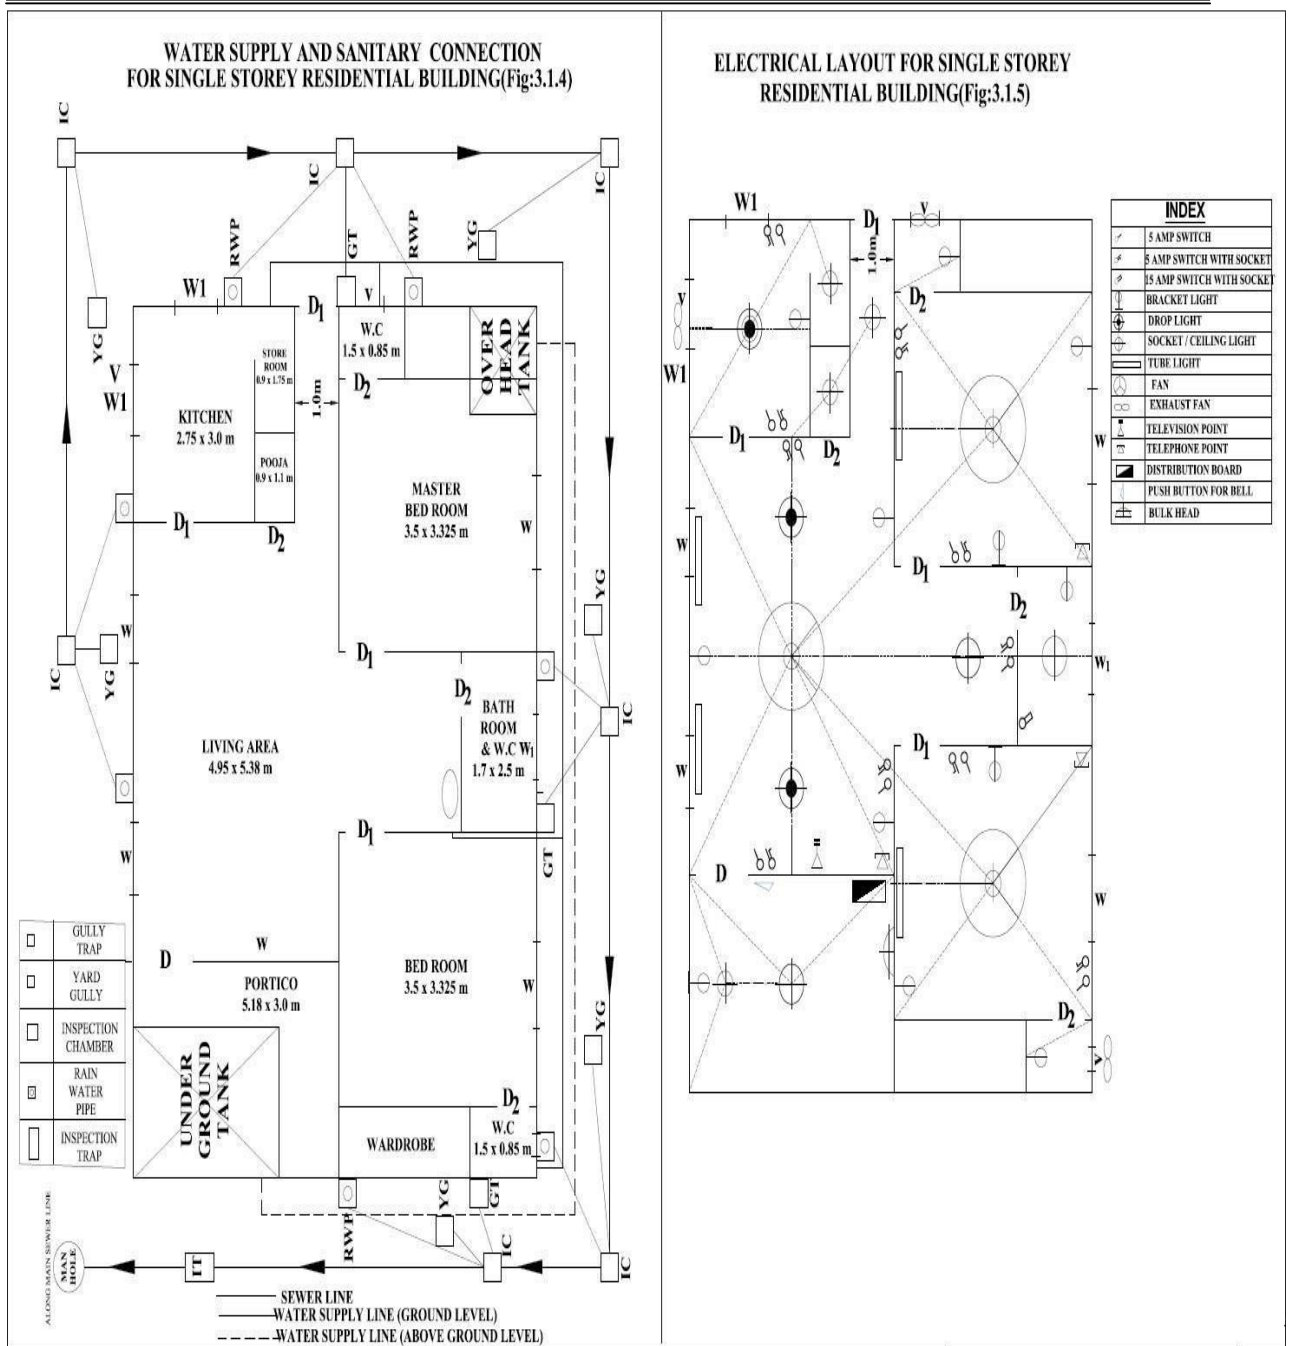 WATER SUPPLY AND SANITARY CONNECTION
FOR SINGLE STOREY RESIDENTIAL BUILDING(Fig:3.1.4)
IC
IC
IC
RWP
GT
RWP
YG
W1
D1
V
W.C
1.5 x 0.85 m
OVER
HEAD
TANK
YG
V
W1
STORE
ROOM
0.9 x 1.75 m
D2
1.0m
KITCHEN
2.75 x 3.0 m
POOJA
0.9 x 1.1 m
MASTER
BED ROOM
3.5 x 3.325 m
W
D1
D2
YG
W
D1
IC
YG
D2
BATH
ROOM
& W.C W1
1.7 x 2.5 m
IC
LIVING AREA
4.95 x 5.38 m
D1
W
GT
GULLY
TRAP
YARD
GULLY
INSPECTION
CHAMBER
RAIN
WATER
PIPE
INSPECTION
TRAP
D
W
PORTICO
5.18 x 3.0 m
BED ROOM
3.5 x 3.325 m
W
YG
UNDER
GROUND
TANK
D2
WARDROBE
W.C
1.5 x 0.85 m
RWP
YG
GT
IC
IC
ALONG MAIN SEWER LINE
MAN
HOLE
IT
SEWER LINE
WATER SUPPLY LINE (GROUND LEVEL)
WATER SUPPLY LINE (ABOVE GROUND LEVEL)
ELECTRICAL LAYOUT FOR SINGLE STOREY
RESIDENTIAL BUILDING(Fig:3.1.5)
W1
D1
V
1.0m
V
D2
W1
D1
D2
W
W
D1
D2
W1
W
D1
D
W
D2
V
INDEX
5 AMP SWITCH
5 AMP SWITCH WITH SOCKET
15 AMP SWITCH WITH SOCKET
BRACKET LIGHT
DROP LIGHT
SOCKET / CEILING LIGHT
TUBE LIGHT
FAN
EXHAUST FAN
TELEVISION POINT
TELEPHONE POINT
DISTRIBUTION BOARD
PUSH BUTTON FOR BELL
BULK HEAD